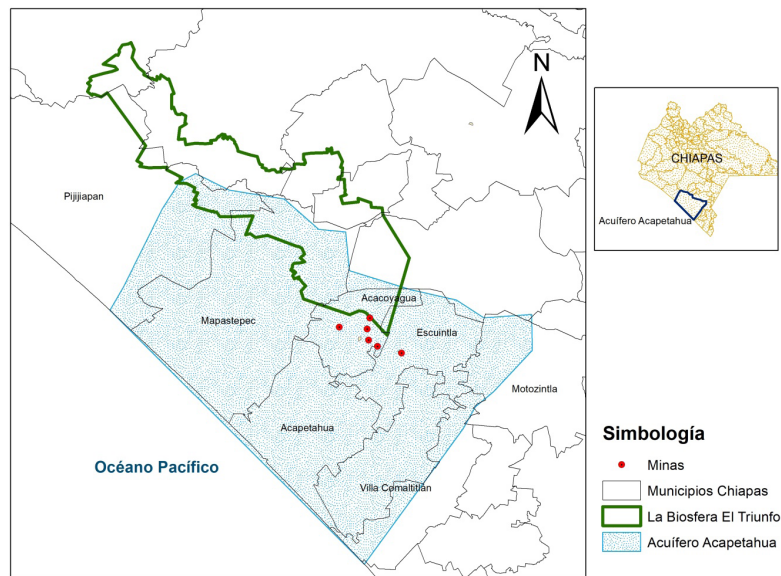 N
Pijijiapan
Mapastepec
Acacoyagua
Escuintla
Motozintla
Acapetahua
Villa Comaltitlán
Océano Pacífico
CHIAPAS
Acuífero Acapetahua
Simbología
Minas
Municipios Chiapas
La Biosfera El Triunfo
Acuífero Acapetahua